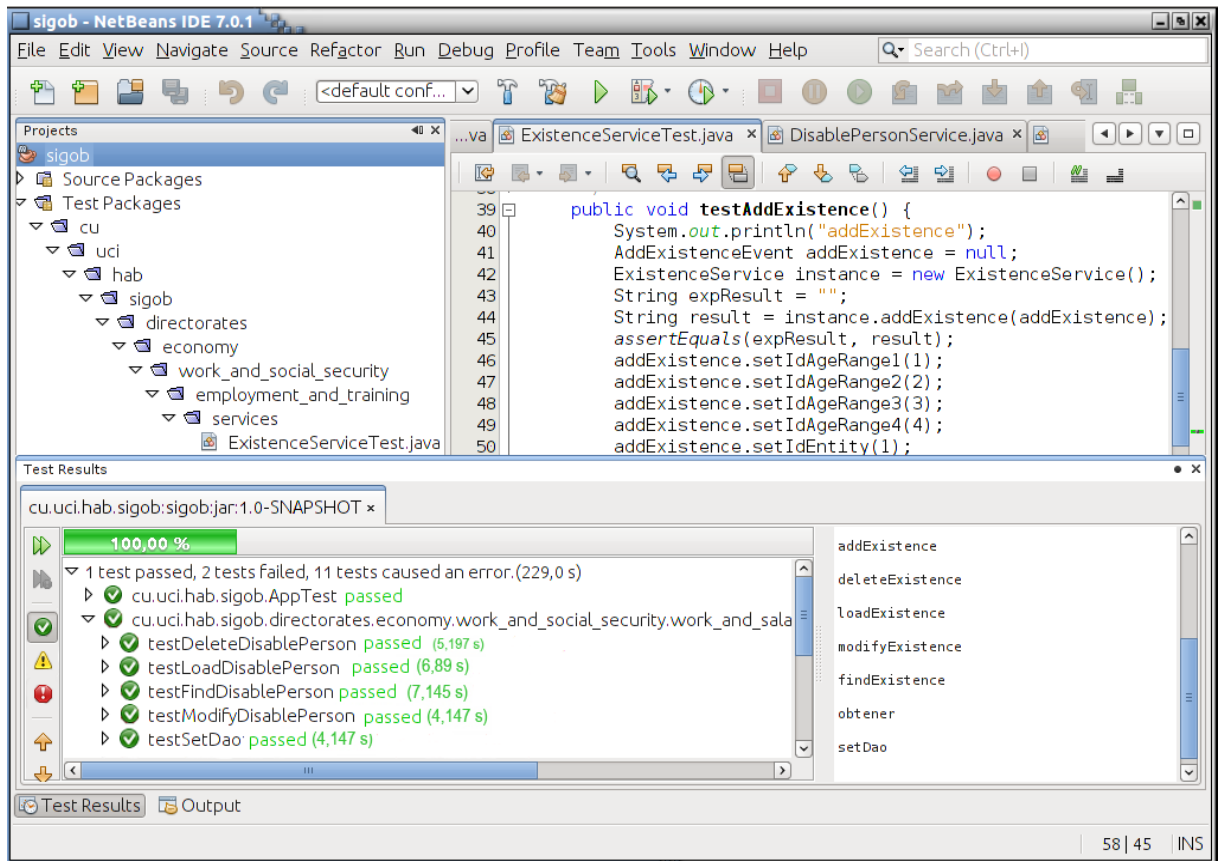 sigob - NetBeans IDE 7.0.1
File Edit View Navigate Source Refactor Run Debug Profile Team Tools Window Help
Search (Ctrl+I)
<default conf...
Projects
sigob
Source Packages
Test Packages
cu
uci
hab
sigob
directorates
economy
work_and_social_security
employment_and_training
services
ExistenceServiceTest.java
...va ExistenceServiceTest.java DisablePersonService.java
39 public void testAddExistence() {
40 System.out.println("addExistence");
41 AddExistenceEvent addExistence = null;
42 ExistenceService instance = new ExistenceService();
43 String expResult = "";
44 String result = instance.addExistence(addExistence);
45 assertEquals(expResult, result);
46 addExistence.setIdAgeRange1(1);
47 addExistence.setIdAgeRange2(2);
48 addExistence.setIdAgeRange3(3);
49 addExistence.setIdAgeRange4(4);
50 addExistence.setIdEntity(1);
Test Results
cu.uci.hab.sigob:sigob:jar:1.0-SNAPSHOT
100,00 %
1 test passed, 2 tests failed, 11 tests caused an error.(229,0 s)
cu.uci.hab.sigob.AppTest passed
cu.uci.hab.sigob.directorates.economy.work_and_social_security.work_and_sala
testDeleteDisablePerson passed (5,197 s)
testLoadDisablePerson passed (6,89 s)
testFindDisablePerson passed (7,145 s)
testModifyDisablePerson passed (4,147 s)
testSetDao passed (4,147 s)
addExistence
deleteExistence
loadExistence
modifyExistence
findExistence
obtener
setDao
Test Results Output
58 | 45 INS